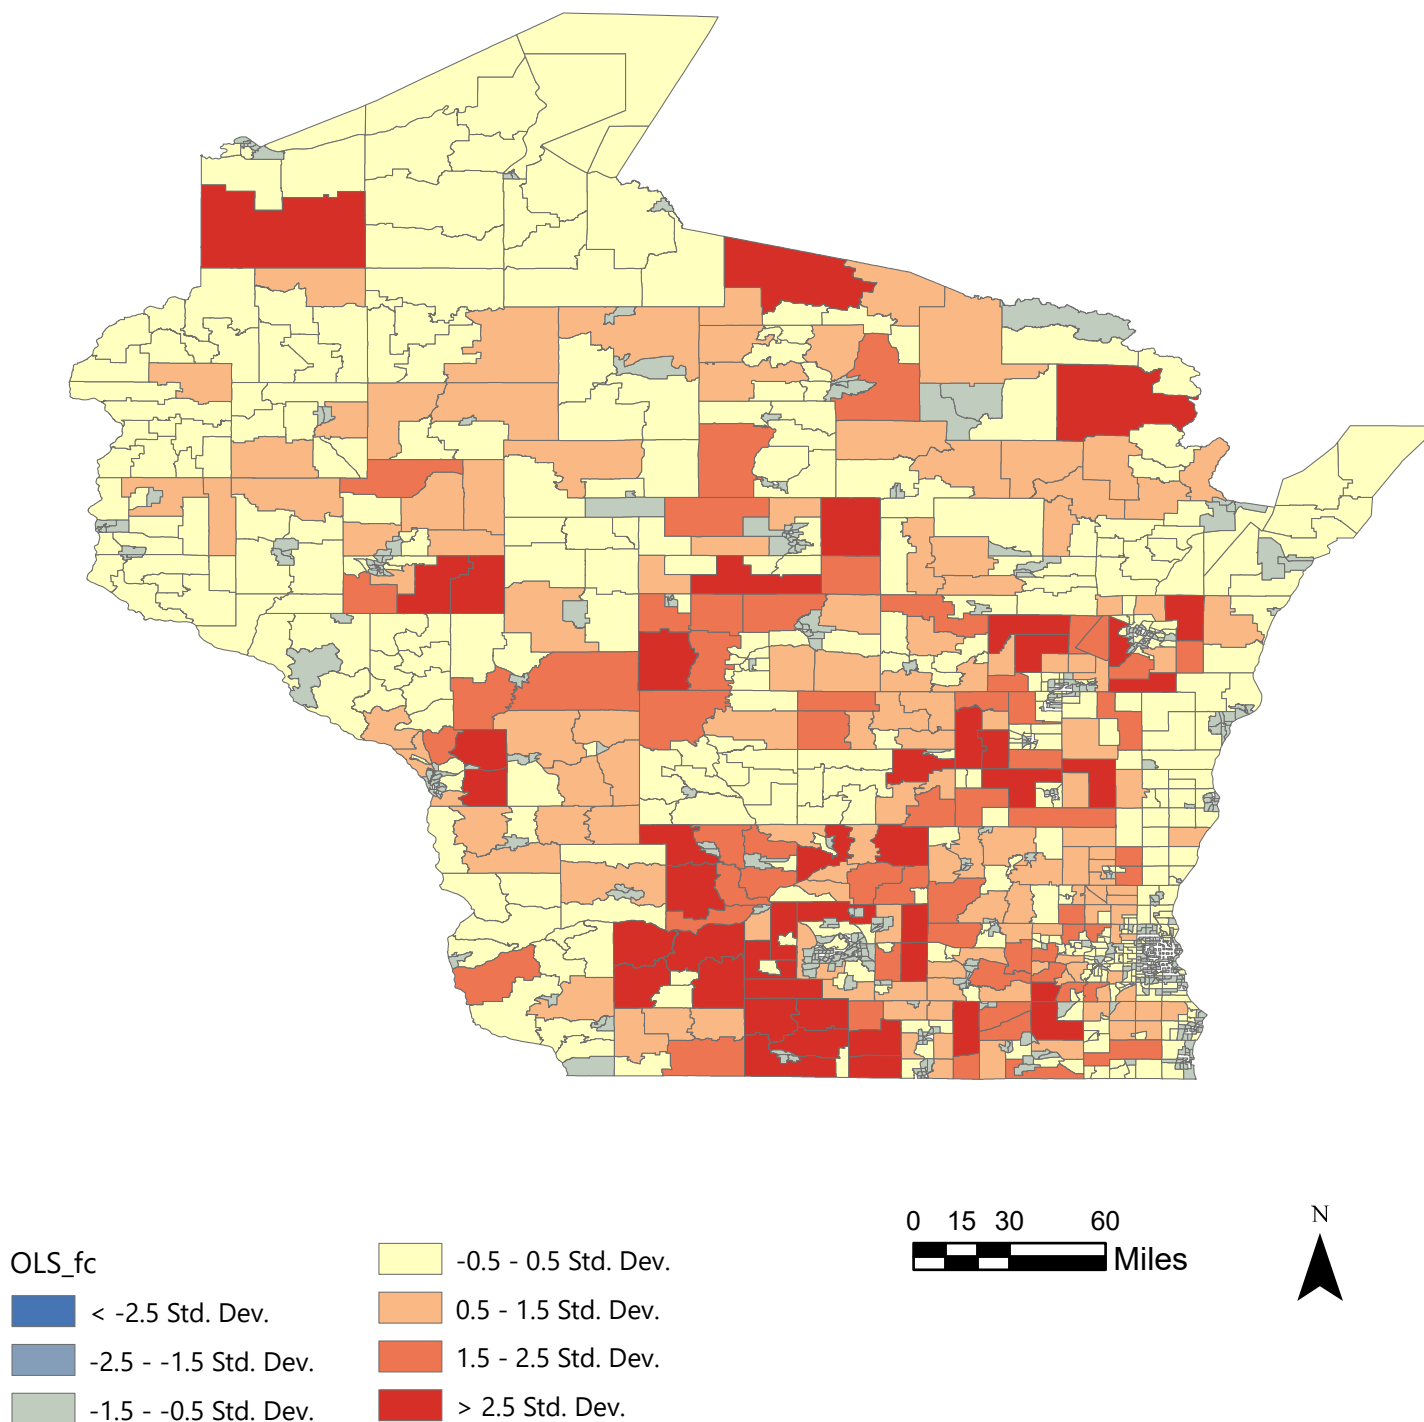 0 15 30 60
Miles
N
OLS_fc
< -2.5 Std. Dev.
-2.5 - -1.5 Std. Dev.
-1.5 - -0.5 Std. Dev.
-0.5 - 0.5 Std. Dev.
0.5 - 1.5 Std. Dev.
1.5 - 2.5 Std. Dev.
> 2.5 Std. Dev.